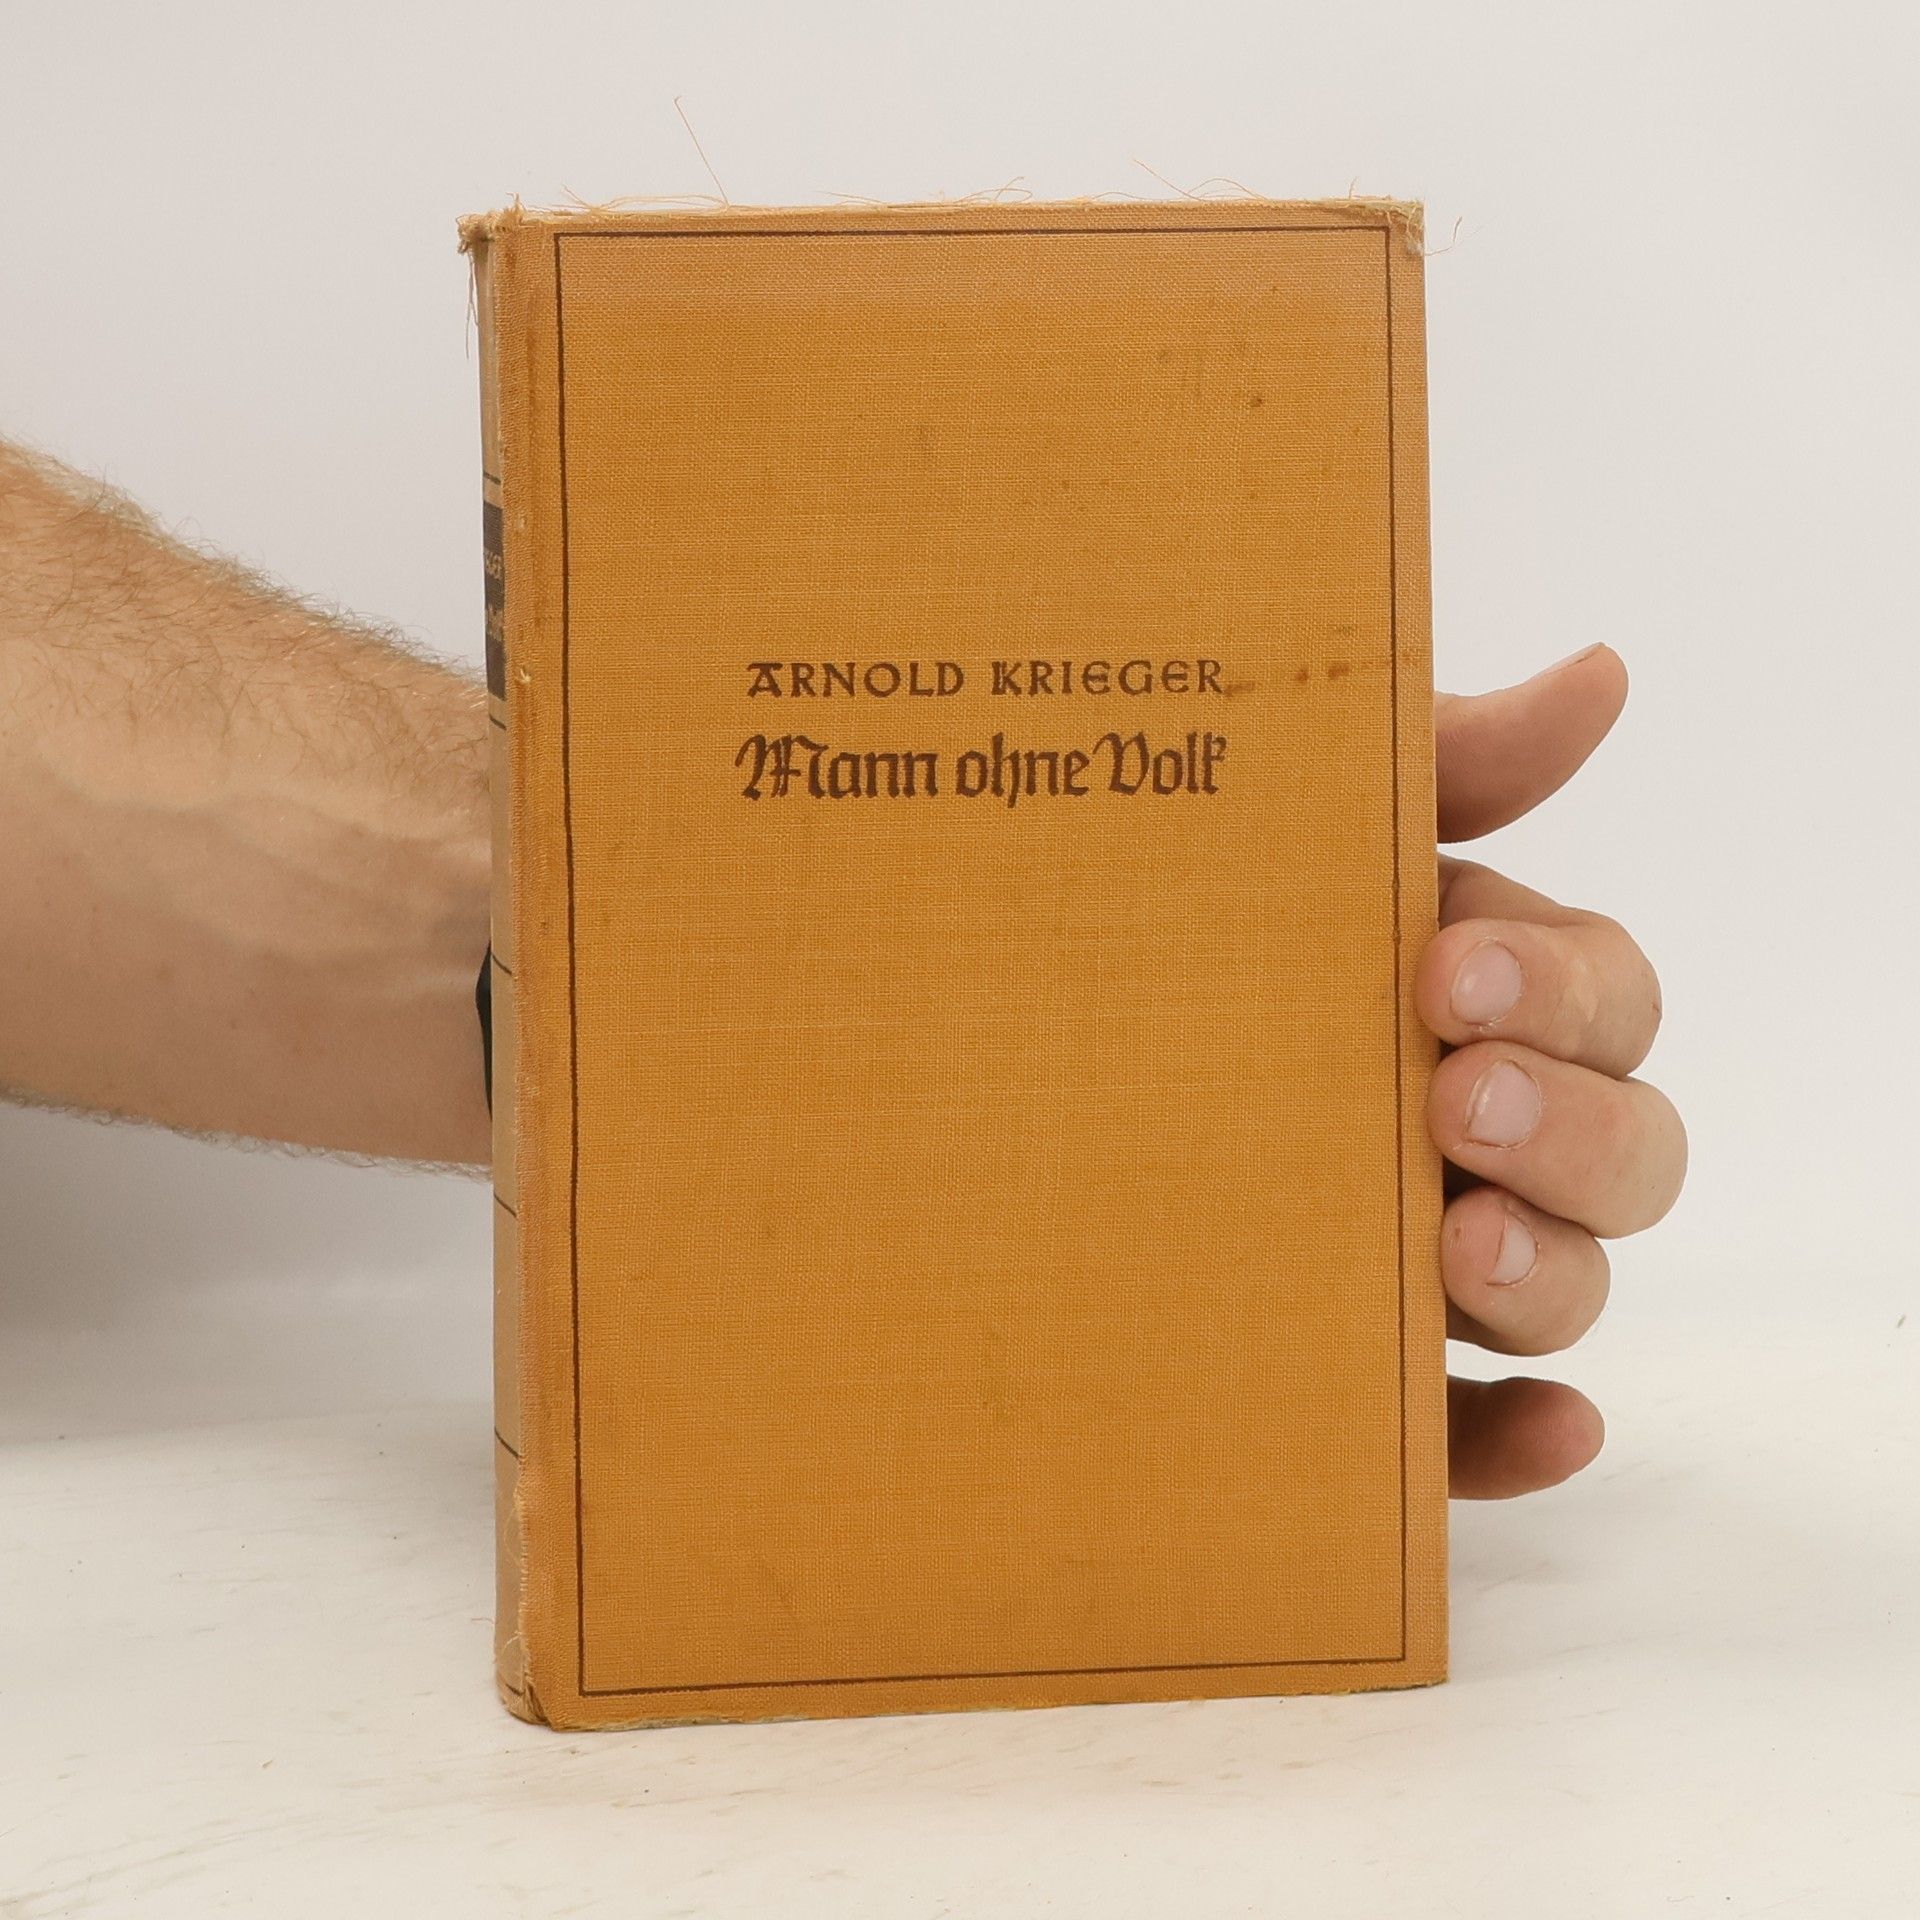 ARNOLD KRIEGER
Mann ohne Volk